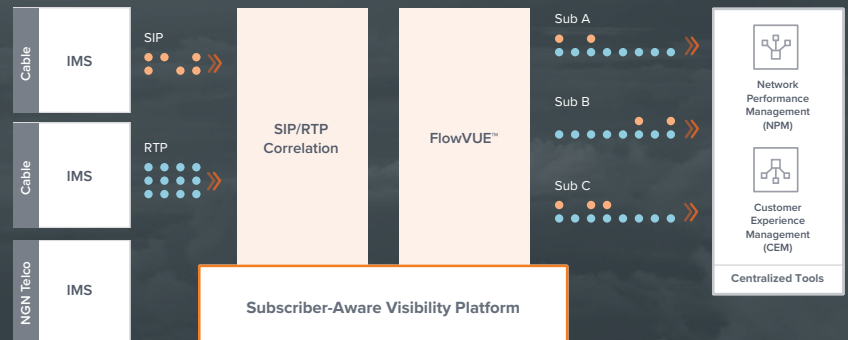 Cable
IMS
SIP
Cable
IMS
RTP
NGN Telco
IMS
SIP/RTP
Correlation
FlowVUE™
Subscriber-Aware Visibility Platform
Sub A
Sub B
Sub C
Network
Performance
Management
(NPM)
Customer
Experience
Management
(CEM)
Centralized Tools